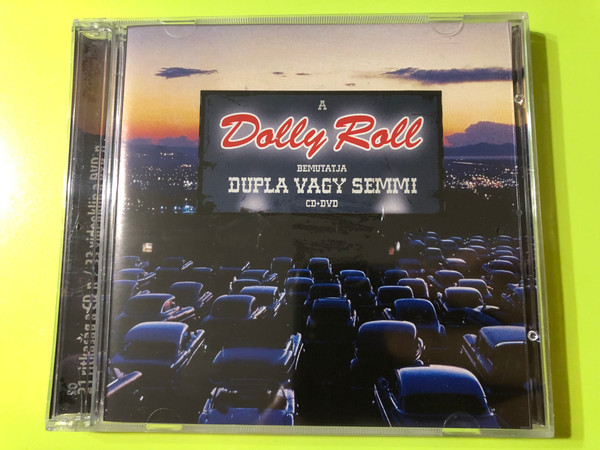 A
Dolly Roll
BEMUTATJA
DUPLA VAGY SEMMI
CD+DVD